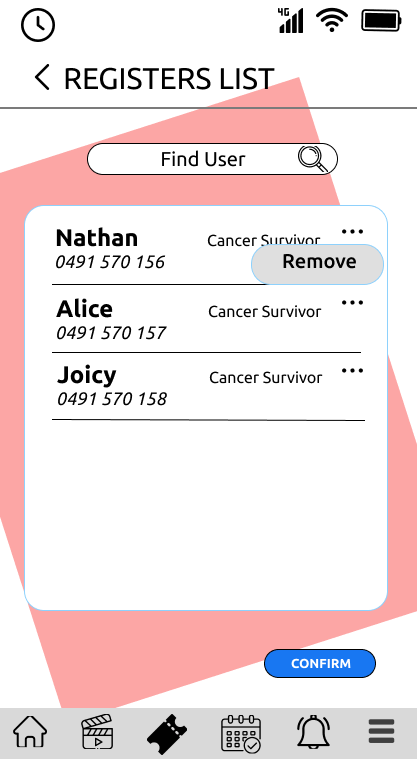 4G
REGISTERS LIST
Find User
Nathan
Cancer Survivor
0491 570 156
Remove
Alice
Cancer Survivor
0491 570 157
Joicy
Cancer Survivor
0491 570 158
CONFIRM